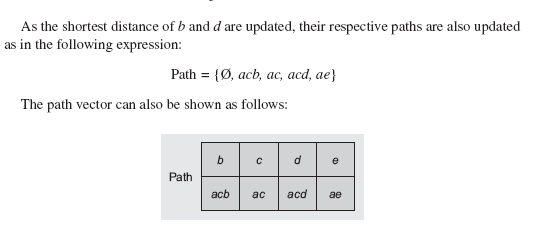 As the shortest distance of b and d are updated, their respective paths are also updated
as in the following expression:
Path = {Ø, acb, ac, acd, ae}
The path vector can also be shown as follows:
b c d e
Path
acb ac acd ae